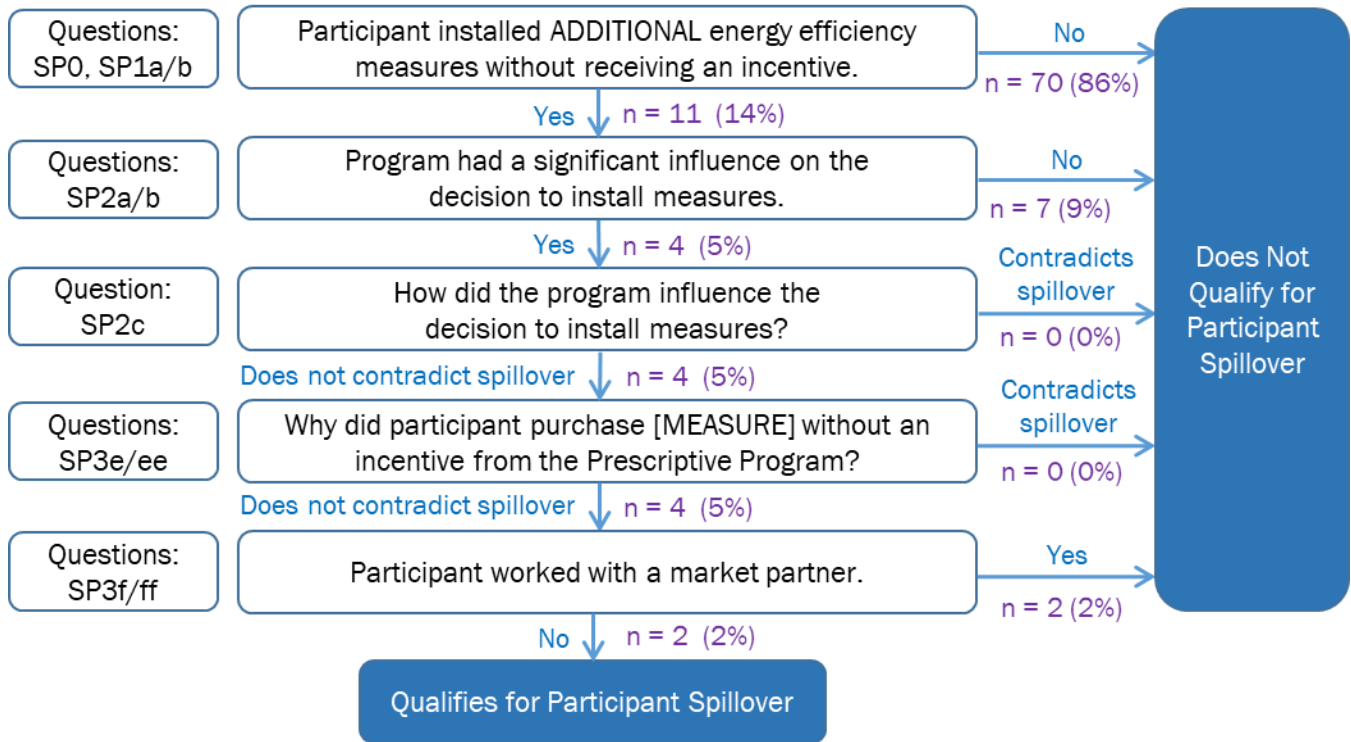 Questions:
SP0, SP1a/b
Participant installed ADDITIONAL energy efficiency
measures without receiving an incentive.
No
n = 70 (86%)
Yes
n = 11 (14%)
Questions:
SP2a/b
Program had a significant influence on the
decision to install measures.
No
n = 7 (9%)
Yes
n = 4 (5%)
Question:
SP2c
How did the program influence the
decision to install measures?
Contradicts
spillover
n = 0 (0%)
Does not contradict spillover
n = 4 (5%)
Questions:
SP3e/ee
Why did participant purchase [MEASURE] without an
incentive from the Prescriptive Program?
Contradicts
spillover
n = 0 (0%)
Does not contradict spillover
n = 4 (5%)
Questions:
SP3f/ff
Participant worked with a market partner.
Yes
n = 2 (2%)
No
n = 2 (2%)
Does Not
Qualify for
Participant
Spillover
Qualifies for Participant Spillover